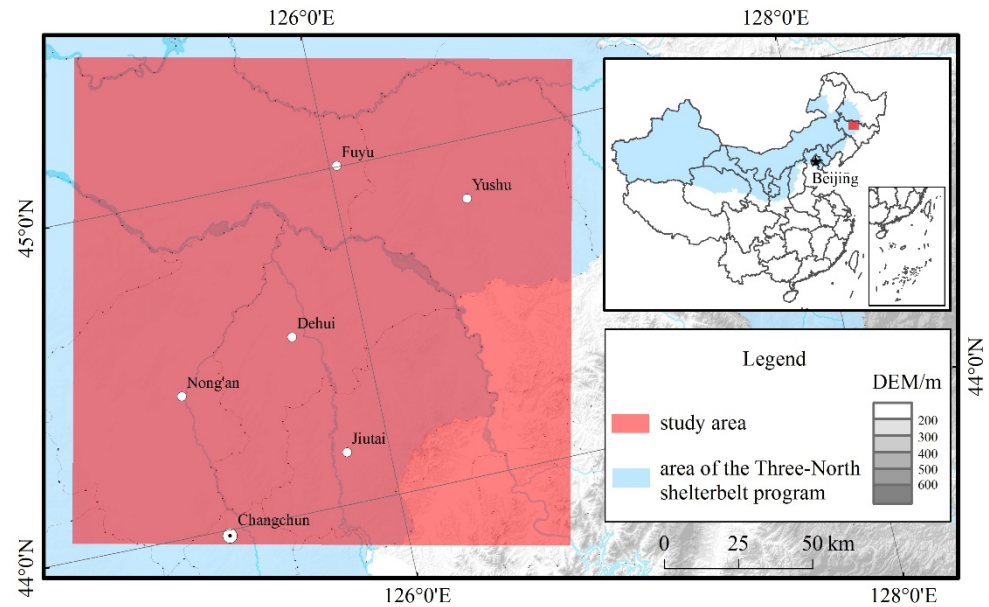 126°0'E
128°0'E
Fuyu
Yushu
Beijing
45°0'N
Dehui
Nong'an
Jiutai
Changchun
Legend
DEM/m
study area
200
300
400
500
600
area of the Three-North
shelterbelt program
44°0'N
0 25 50 km
44°0'N
126°0'E
128°0'E